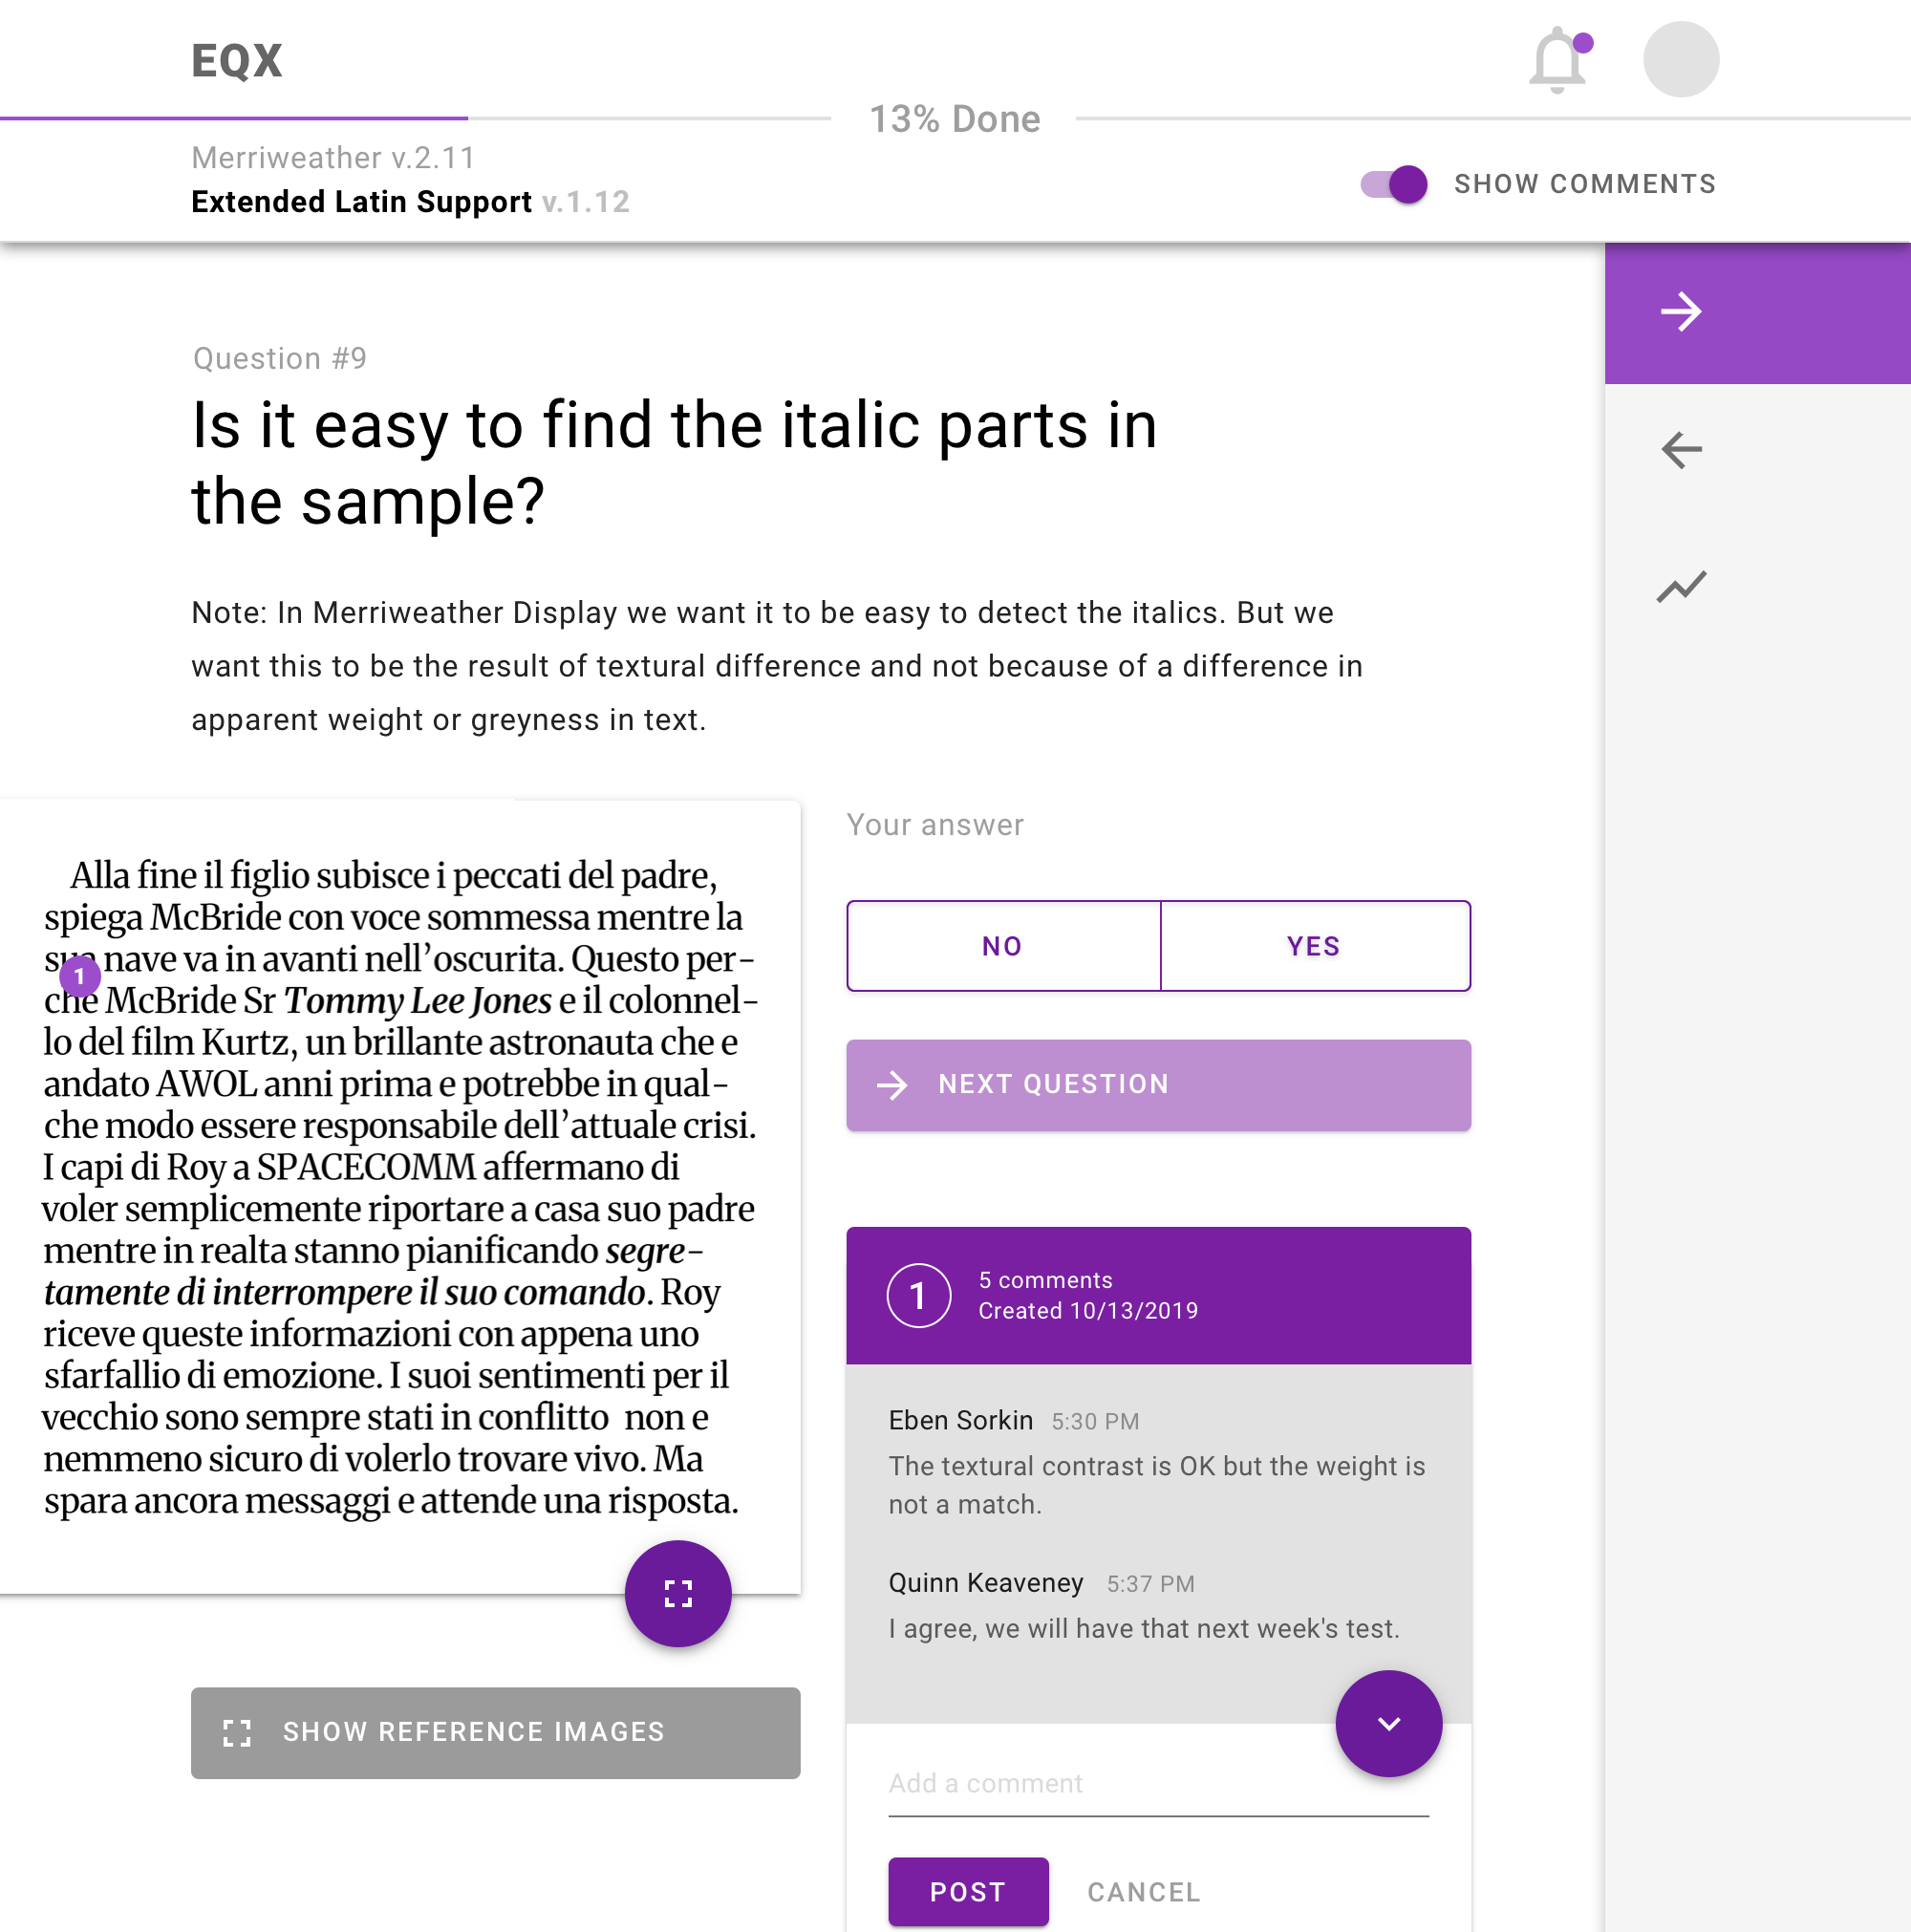 EQX
13% Done
Merriweather v.2.11
Extended Latin Support v.1.12
SHOW COMMENTS
Question #9
Is it easy to find the italic parts in
the sample?
Note: In Merriweather Display we want it to be easy to detect the italics. But we
want this to be the result of textural difference and not because of a difference in
apparent weight or greyness in text.
Alla fine il figlio subisce i peccati del padre,
spiega McBride con voce sommessa mentre la
sua nave va in avanti nell’oscurita. Questo per-
1
che McBride Sr Tommy Lee Jones e il colonnel-
lo del film Kurtz, un brillante astronauta che e
andato AWOL anni prima e potrebbe in qual-
che modo essere responsabile dell’attuale crisi.
I capi di Roy a SPACECOMM affermano di
voler semplicemente riportare a casa suo padre
mentre in realta stanno pianificando segre-
tamente di interrompere il suo comando. Roy
riceve queste informazioni con appena uno
sfarfallio di emozione. I suoi sentimenti per il
vecchio sono sempre stati in conflitto non e
nemmeno sicuro di volerlo trovare vivo. Ma
spara ancora messaggi e attende una risposta.
SHOW REFERENCE IMAGES
Your answer
NO YES
NEXT QUESTION
1
5 comments
Created 10/13/2019
Eben Sorkin 5:30 PM
The textural contrast is OK but the weight is
not a match.
Quinn Keaveney 5:37 PM
I agree, we will have that next week's test.
Add a comment
POST CANCEL